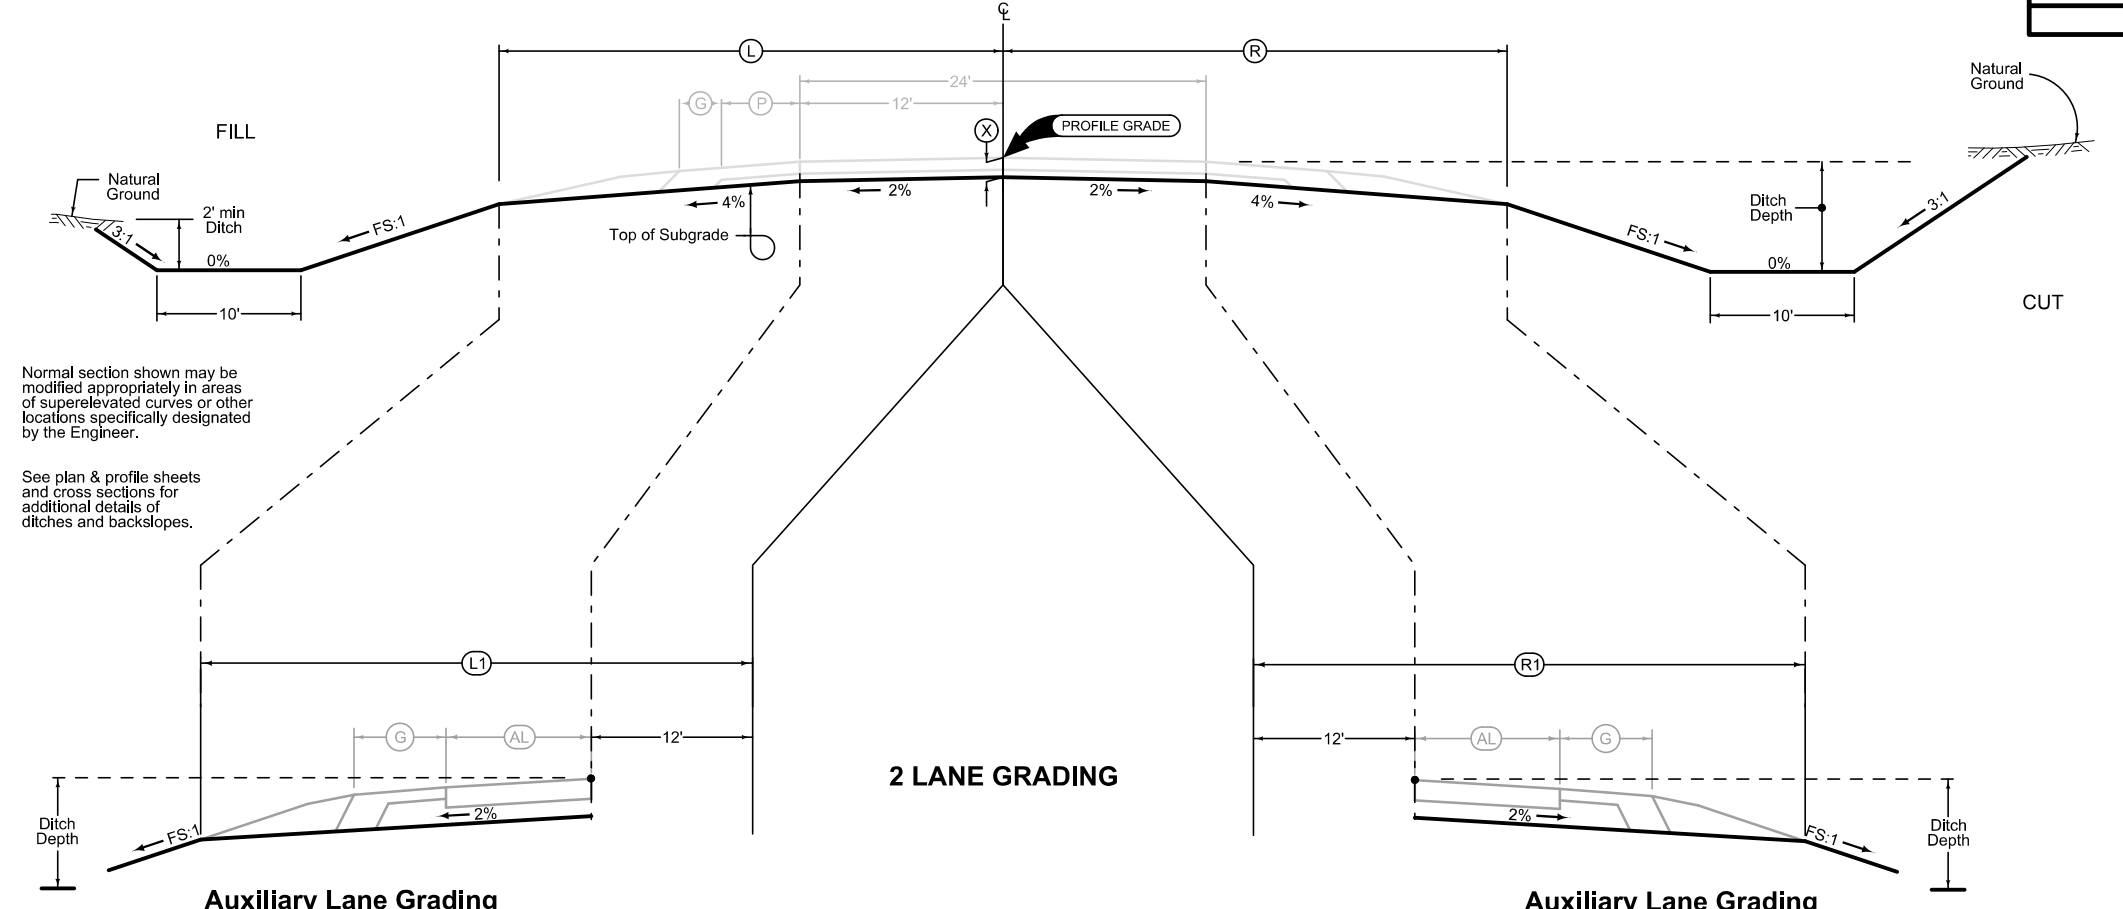 ℄
L
R
24'
G
P
12'
Natural
Ground
FILL
X
PROFILE GRADE
Natural
Ground
2' min
Ditch
3:1
0%
FS:1
4%
2%
2%
4%
Top of Subgrade
FS:1
Ditch
Depth
0%
3:1
10'
10'
CUT
Normal section shown may be
modified appropriately in areas
of superelevated curves or other
locations specifically designated
by the Engineer.
See plan & profile sheets
and cross sections for
additional details of
ditches and backslopes.
L1
R1
G
AL
12'
12'
AL
G
2 LANE GRADING
Ditch
Depth
FS:1
2%
2%
FS:1
Ditch
Depth
Auxiliary Lane Grading
Auxiliary Lane Grading